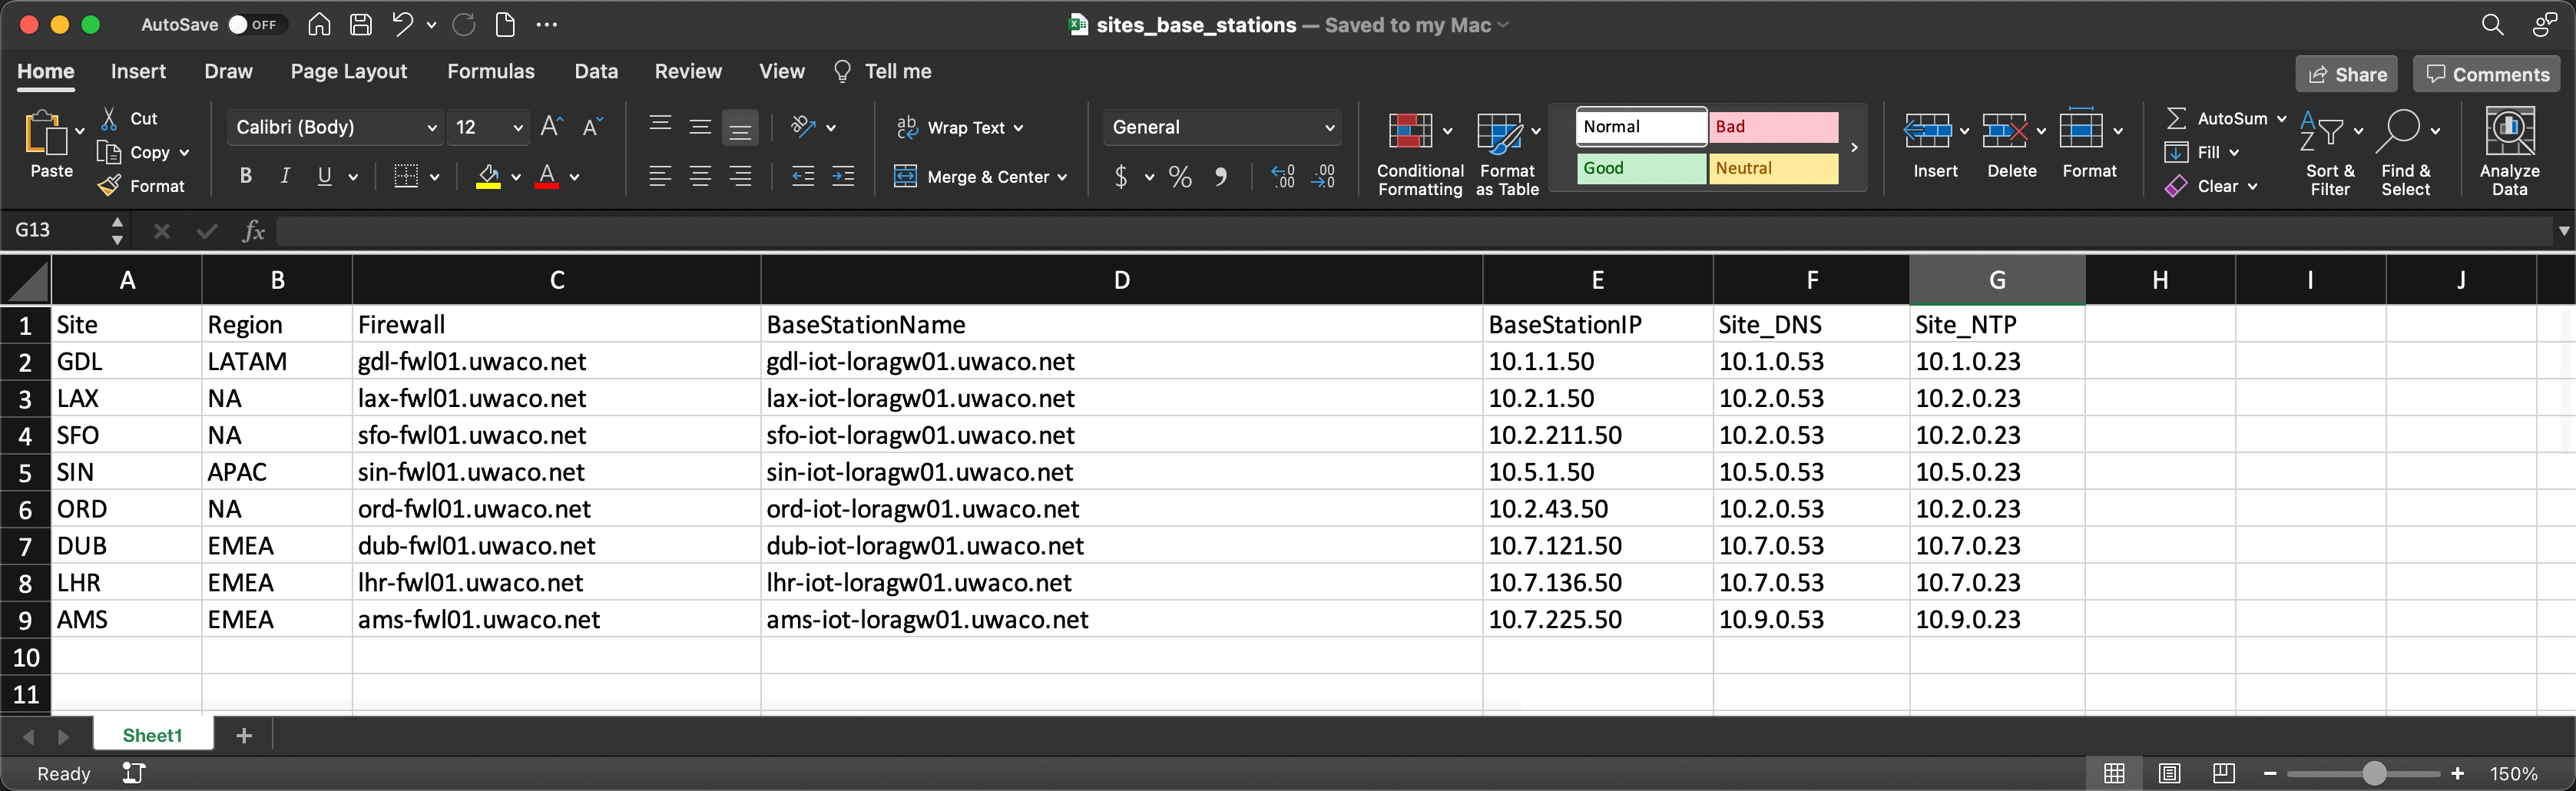 AutoSave OFF sites_base_stations — Saved to my Mac
Home Insert Draw Page Layout Formulas Data Review View Tell me Share Comments
Paste Cut Copy Format
Calibri (Body) 12
B I U A
ab Wrap Text
Merge & Center
General
$ % .00 .00
Conditional Formatting
Format as Table
Normal Bad
Good Neutral
Insert Delete Format
AutoSum
Fill
Clear
Sort & Filter
Find & Select
Analyze Data
G13 fx
A B C D E F G H I J
1 Site Region Firewall BaseStationName BaseStationIP Site_DNS Site_NTP
2 GDL LATAM gdl-fwl01.uwaco.net gdl-iot-loragw01.uwaco.net 10.1.1.50 10.1.0.53 10.1.0.23
3 LAX NA lax-fwl01.uwaco.net lax-iot-loragw01.uwaco.net 10.2.1.50 10.2.0.53 10.2.0.23
4 SFO NA sfo-fwl01.uwaco.net sfo-iot-loragw01.uwaco.net 10.2.211.50 10.2.0.53 10.2.0.23
5 SIN APAC sin-fwl01.uwaco.net sin-iot-loragw01.uwaco.net 10.5.1.50 10.5.0.53 10.5.0.23
6 ORD NA ord-fwl01.uwaco.net ord-iot-loragw01.uwaco.net 10.2.43.50 10.2.0.53 10.2.0.23
7 DUB EMEA dub-fwl01.uwaco.net dub-iot-loragw01.uwaco.net 10.7.121.50 10.7.0.53 10.7.0.23
8 LHR EMEA lhr-fwl01.uwaco.net lhr-iot-loragw01.uwaco.net 10.7.136.50 10.7.0.53 10.7.0.23
9 AMS EMEA ams-fwl01.uwaco.net ams-iot-loragw01.uwaco.net 10.7.225.50 10.9.0.53 10.9.0.23
10
11
Sheet1 +
Ready 150%